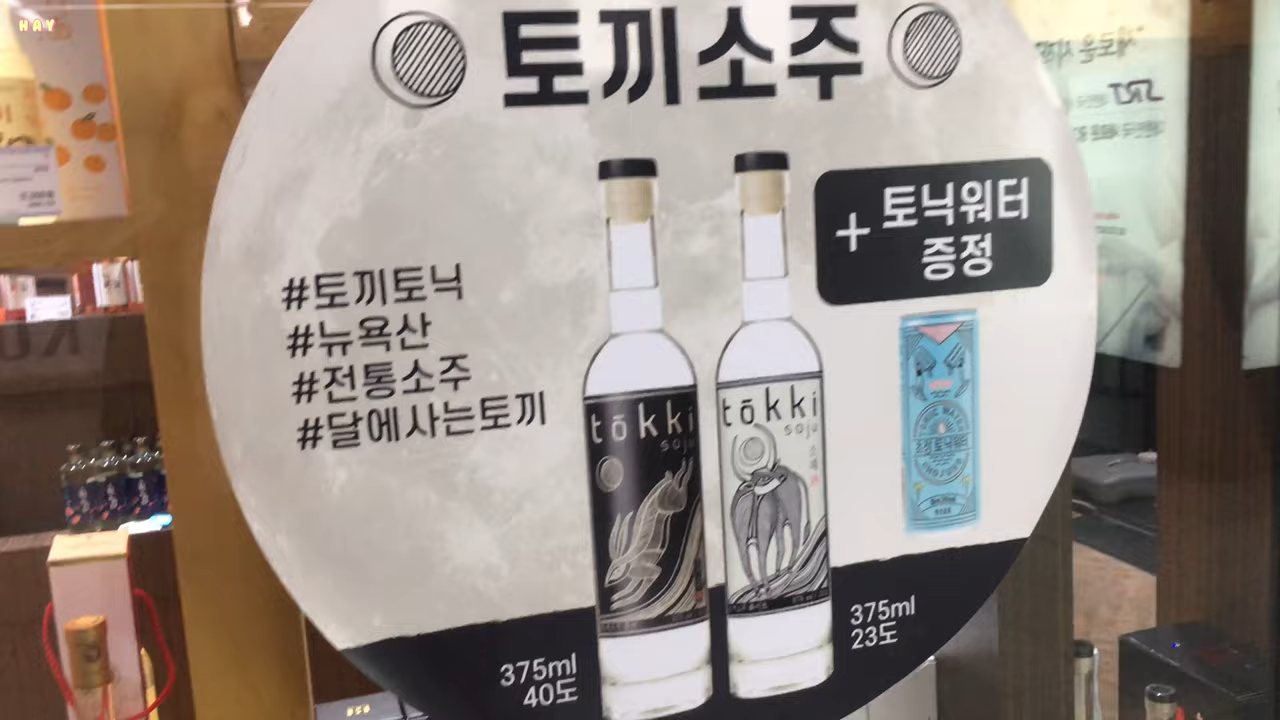 HAY
토끼소주
+ 토닉워터
증정
#토끼토닉
#뉴욕산
#전통소주
#달에사는토끼
tōkki
soju
tōkki
soju
375ml
40도
375ml
23도